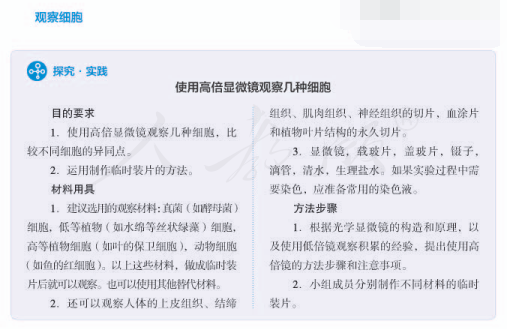 观察细胞
探究·实践
使用高倍显微镜观察几种细胞
目的要求
1. 使用高倍显微镜观察几种细胞，比
较不同细胞的异同点。
2. 运用制作临时装片的方法。
材料用具
1. 建议选用的观察材料：真菌（如酵母菌）
细胞，低等植物（如水绵等丝状绿藻）细胞，
高等植物细胞（如叶的保卫细胞），动物细胞
（如鱼的红细胞）。以上这些材料，做成临时装
片后就可以观察。也可以使用其他替代材料。
2. 还可以观察人体的上皮组织、结缔
组织、肌肉组织、神经组织的切片，血涂片
和植物叶片结构的永久切片。
3. 显微镜，载玻片，盖玻片，镊子，
滴管，清水，生理盐水。如果实验过程中需
要染色，应准备常用的染色液。
方法步骤
1. 根据光学显微镜的构造和原理，以
及使用低倍镜观察积累的经验，提出使用高
倍镜的方法步骤和注意事项。
2. 小组成员分别制作不同材料的临时
装片。